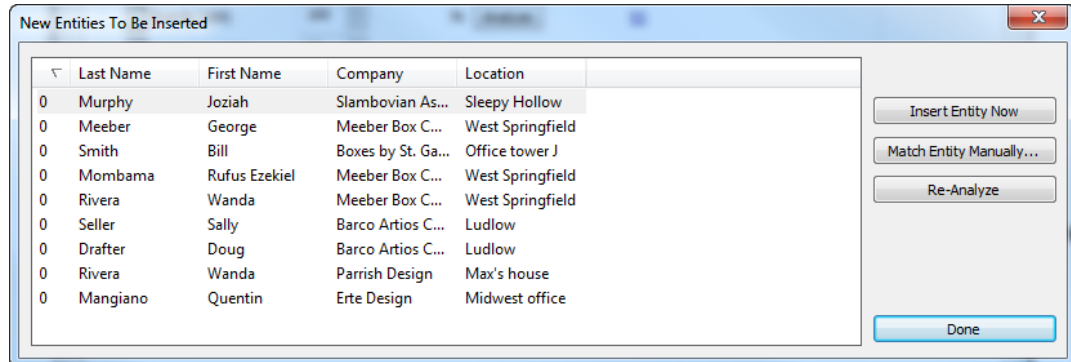 New Entities To Be Inserted
Last Name First Name Company Location
0 Murphy Joziah Slambovian As... Sleepy Hollow
0 Meeber George Meeber Box C... West Springfield
0 Smith Bill Boxes by St. Ga... Office tower J
0 Mombama Rufus Ezekiel Meeber Box C... West Springfield
0 Rivera Wanda Meeber Box C... West Springfield
0 Seller Sally Barco Artios C... Ludlow
0 Drafter Doug Barco Artios C... Ludlow
0 Rivera Wanda Parrish Design Max's house
0 Mangiano Quentin Erte Design Midwest office
Insert Entity Now
Match Entity Manually...
Re-Analyze
Done